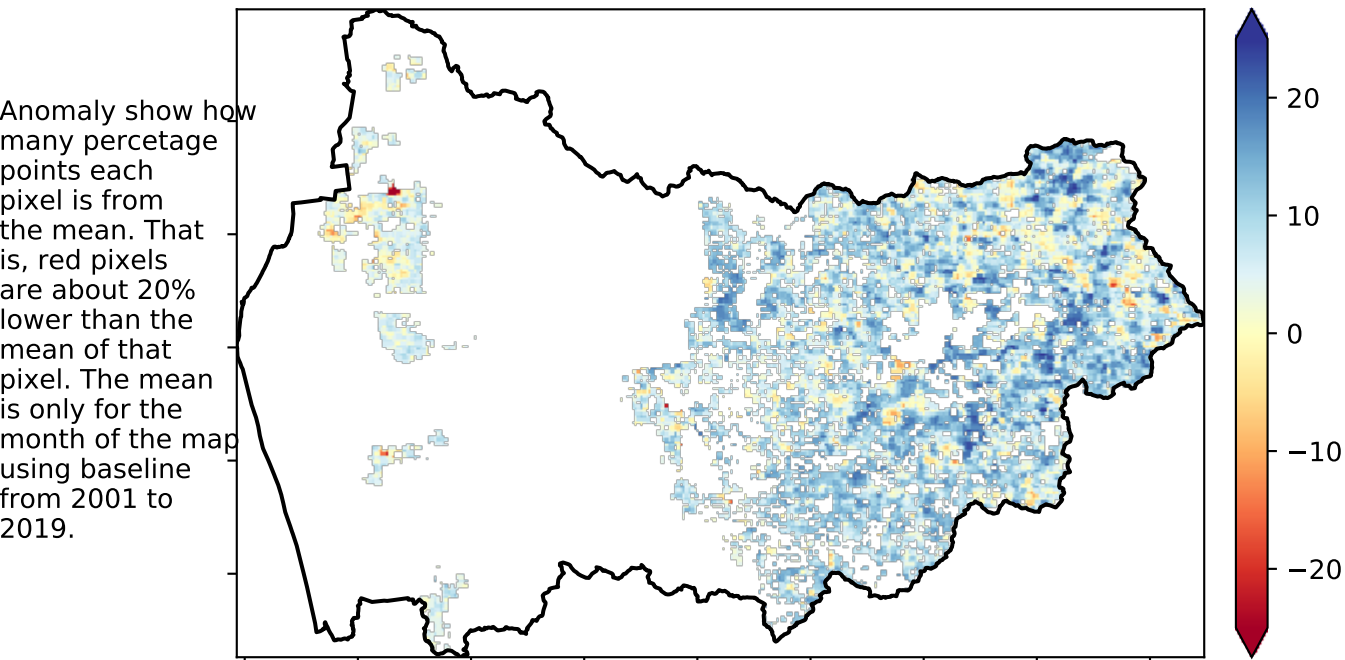 Anomaly show how
many percetage
points each
pixel is from
the mean. That
is, red pixels
are about 20%
lower than the
mean of that
pixel. The mean
is only for the
month of the map
using baseline
from 2001 to
2019.
20
10
0
−10
−20